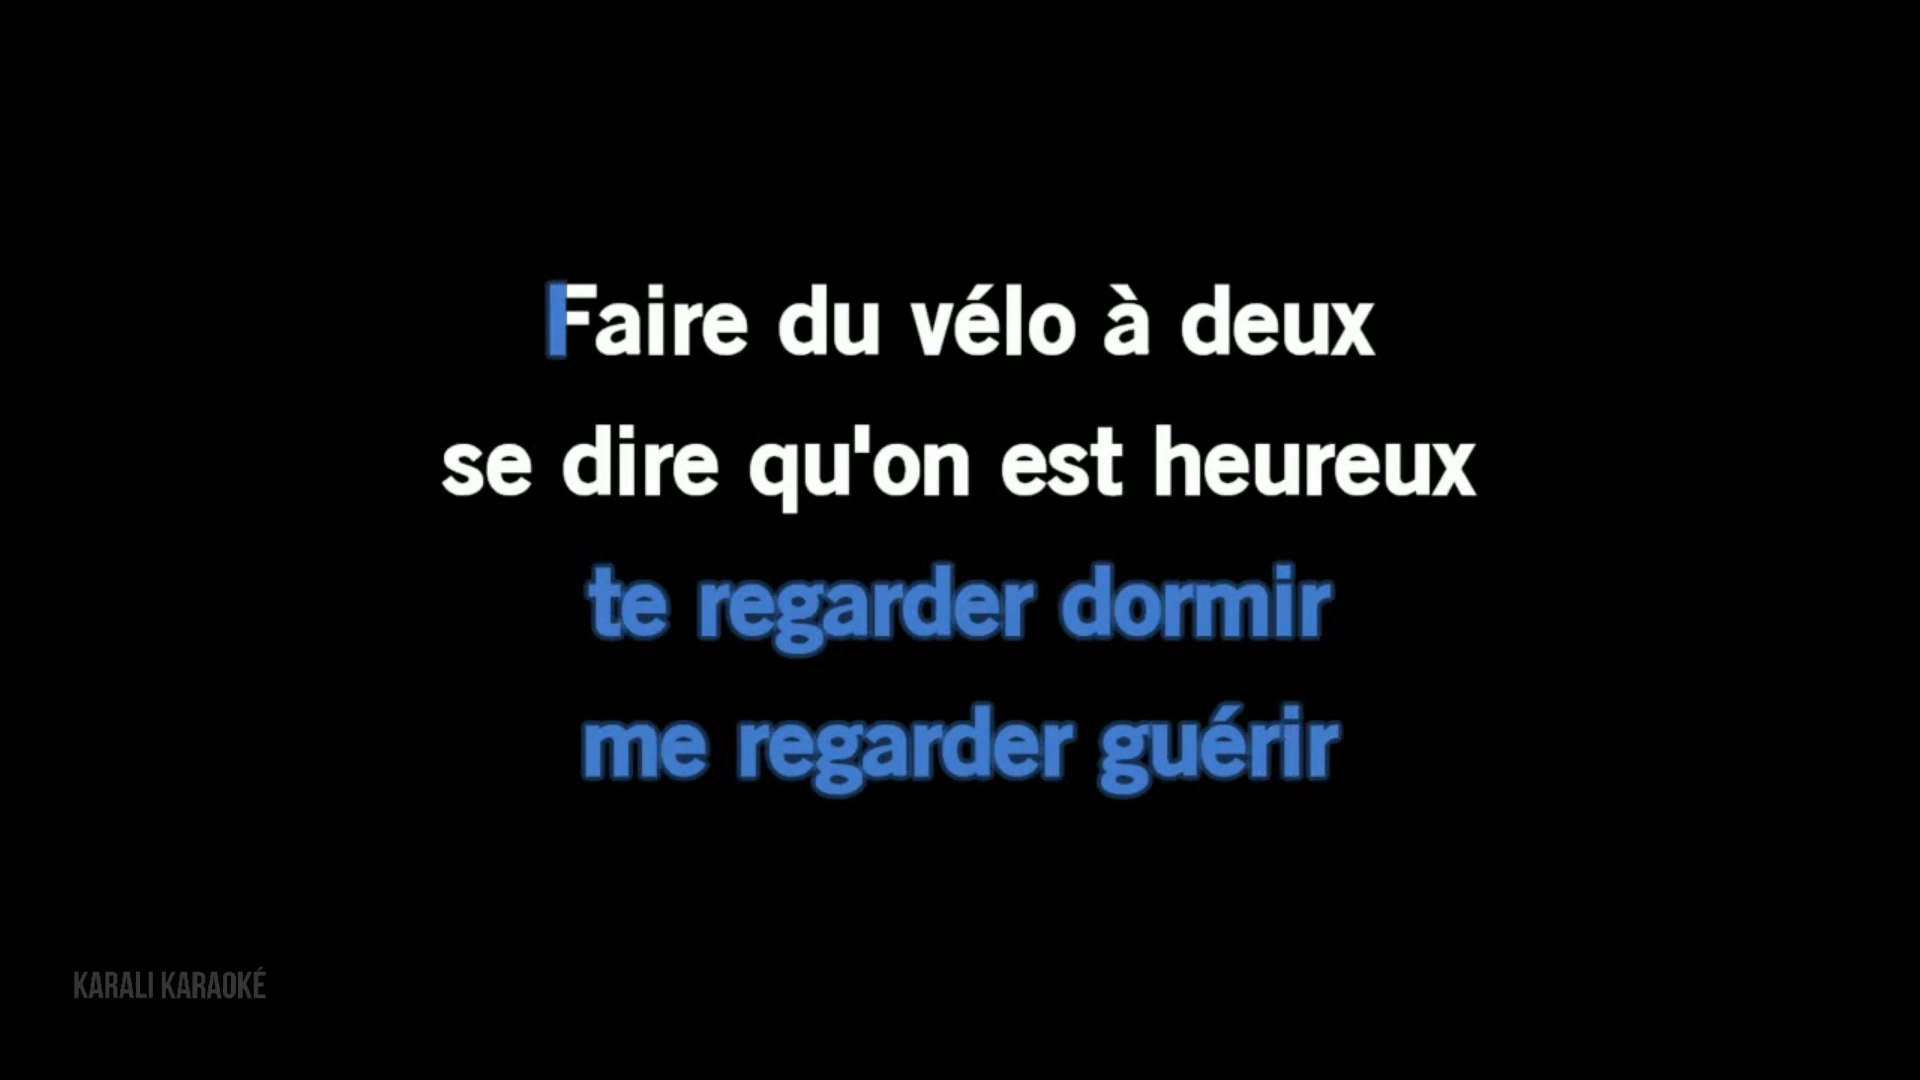 Faire du vélo à deux
se dire qu'on est heureux
te regarder dormir
me regarder guérir
KARALI KARAOKÉ